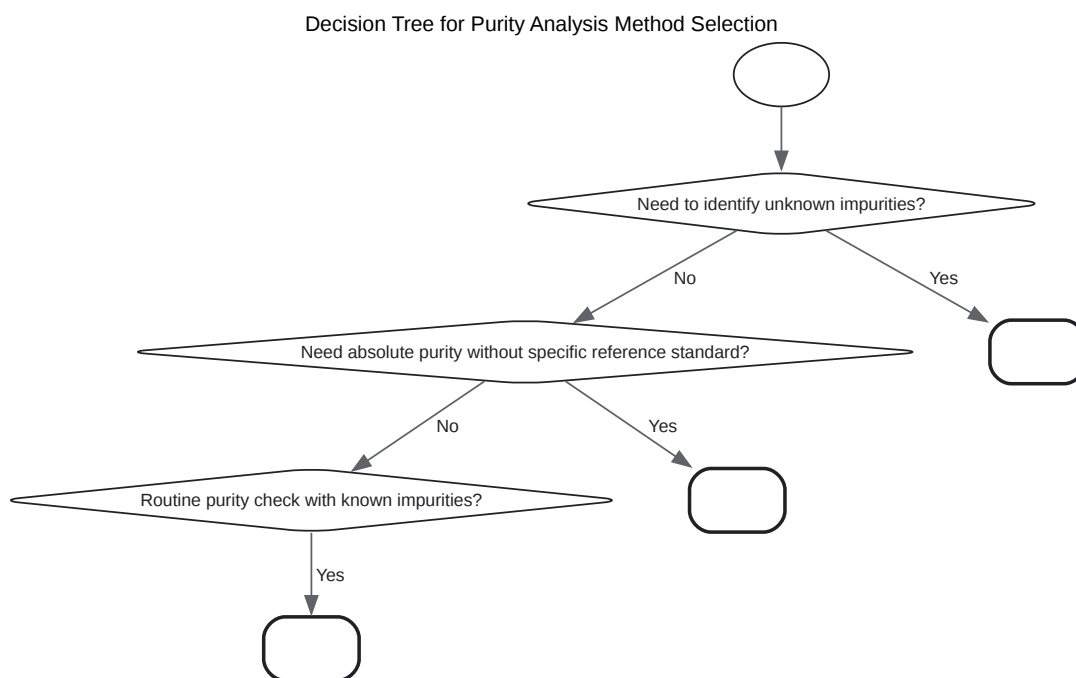 Decision Tree for Purity Analysis Method Selection
Need to identify unknown impurities?
No
Yes
Need absolute purity without specific reference standard?
No
Yes
Routine purity check with known impurities?
Yes